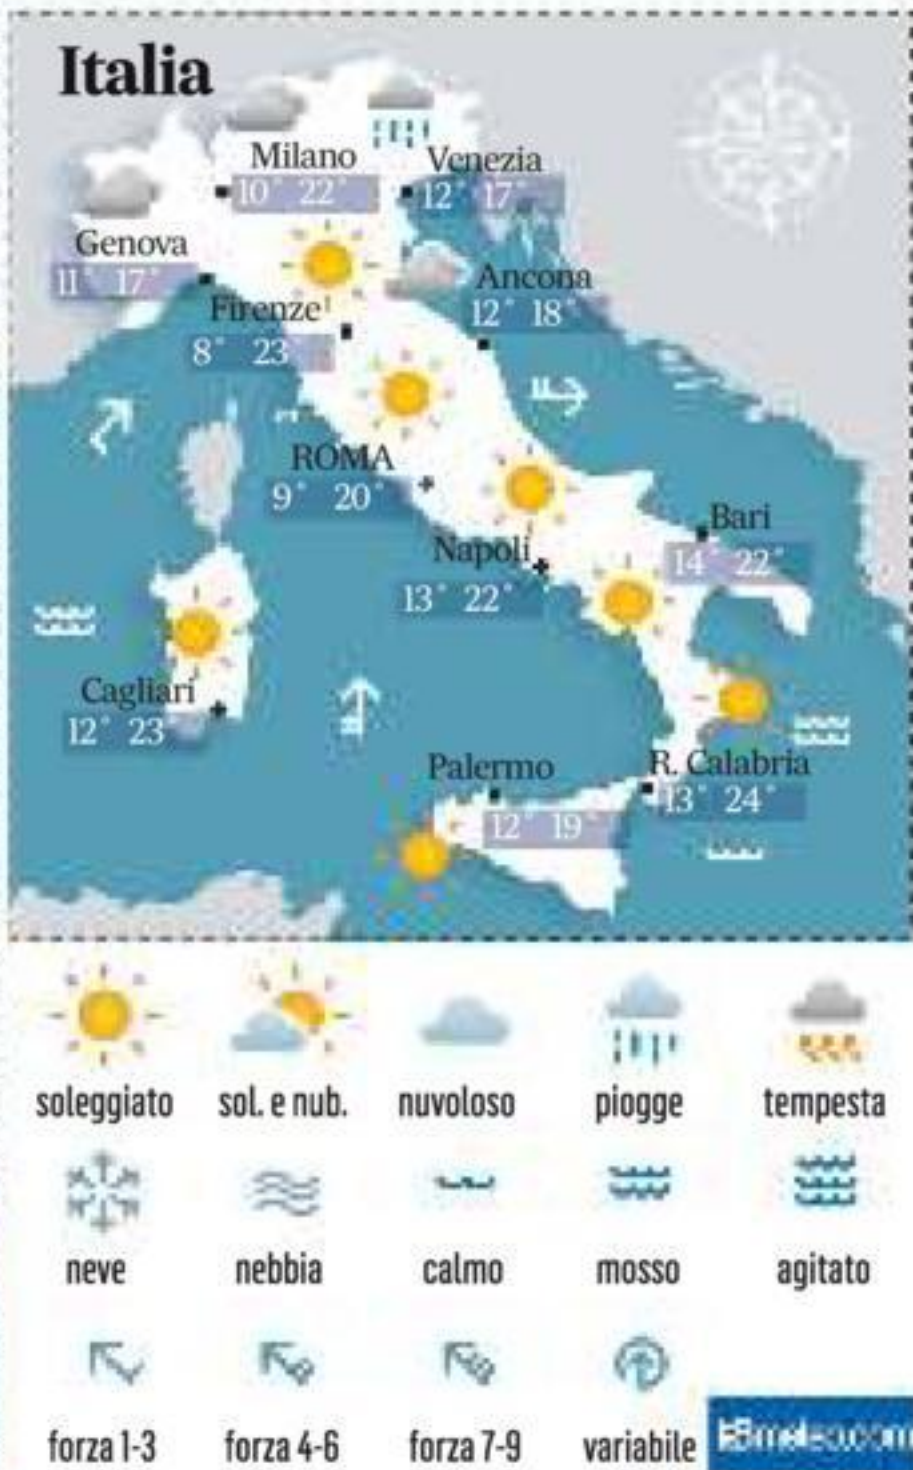 Italia
Milano
10° 22°
Venezia
12° 17°
Genova
11° 17°
Firenze
8° 23
Ancona
12° 18°
ROMA
9° 20°
Bari
14° 22°
Napoli
13° 22°
Cagliari
12° 23°
Palermo
12° 19°
R. Calabria
13° 24°
soleggiato sol. e nub. nuvoloso piogge tempesta
neve nebbia calmo mosso agitato
forza 1-3 forza 4-6 forza 7-9 variabile